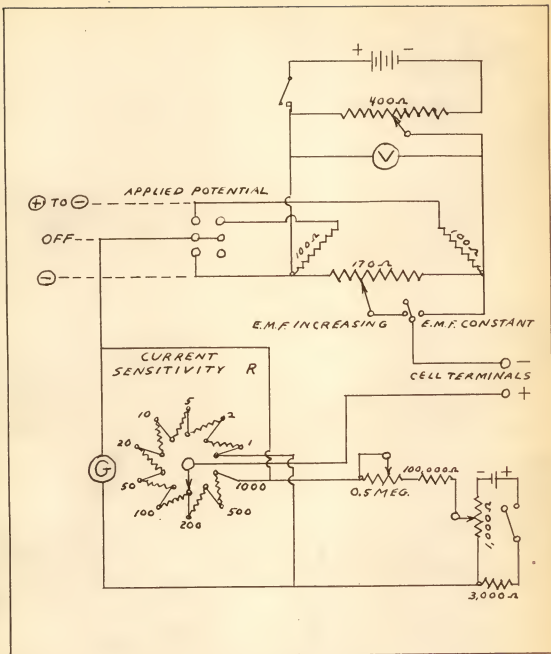 + -
400Ω
V
APPLIED POTENTIAL
⊕ TO ⊖
OFF
100Ω
100Ω
⊖
170Ω
E.M.F. INCREASING
E.M.F. CONSTANT
-
CELL TERMINALS
+
CURRENT
SENSITIVITY R
5
10
2
20
1
G
50
1000
100
500
200
0.5 MEG.
100,000Ω
- +
1,000Ω
3,000Ω